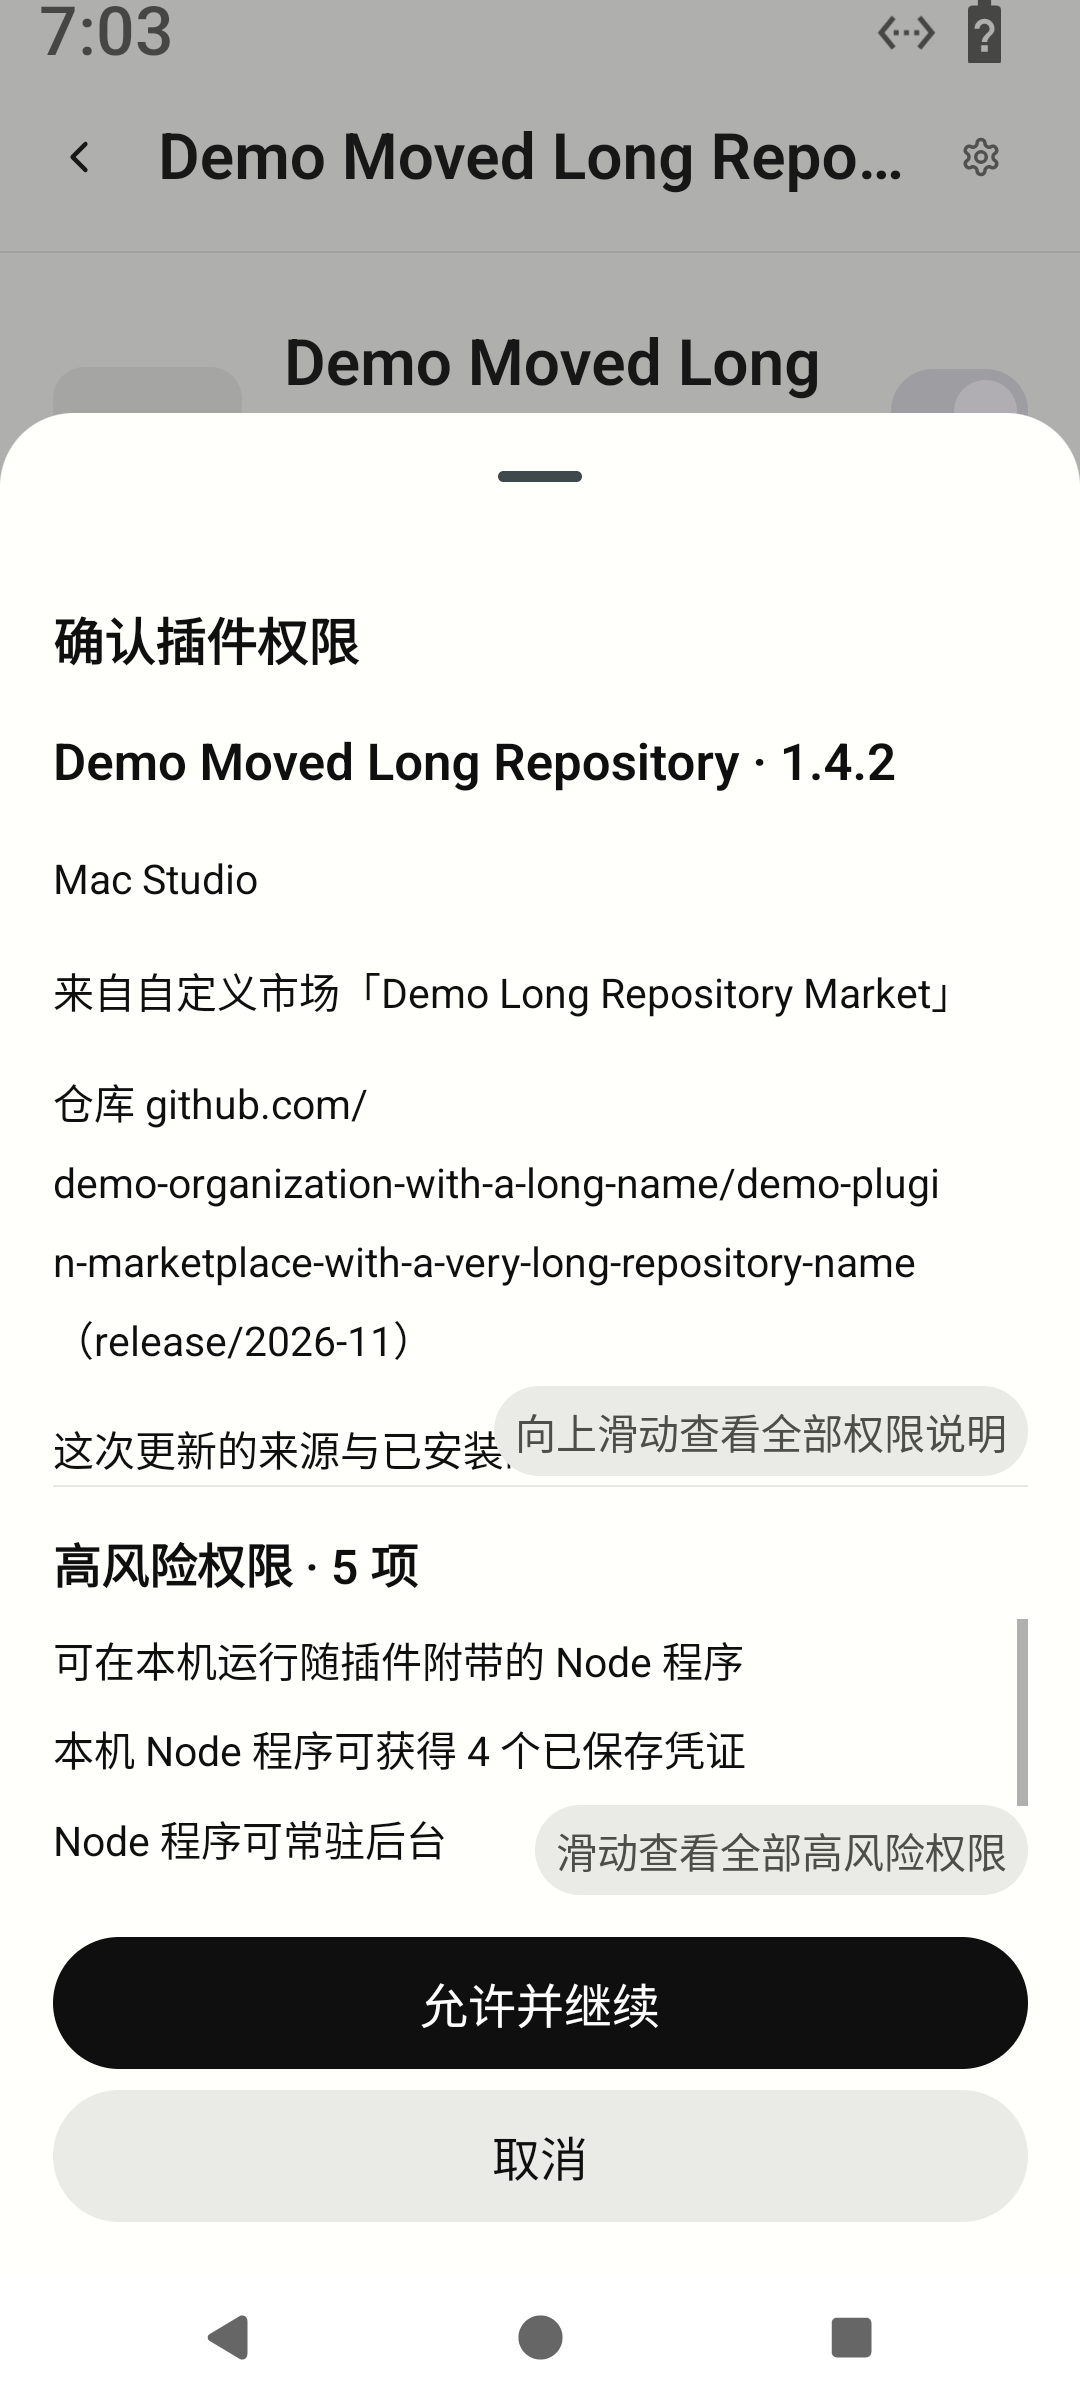 7:03
Demo Moved Long Repo...
Demo Moved Long
确认插件权限
Demo Moved Long Repository · 1.4.2
Mac Studio
来自自定义市场「Demo Long Repository Market」
仓库 github.com/
demo-organization-with-a-long-name/demo-plugi
n-marketplace-with-a-very-long-repository-name
（release/2026-11）
这次更新的来源与已安装
向上滑动查看全部权限说明
高风险权限 · 5 项
可在本机运行随插件附带的 Node 程序
本机 Node 程序可获得 4 个已保存凭证
Node 程序可常驻后台
滑动查看全部高风险权限
允许并继续
取消